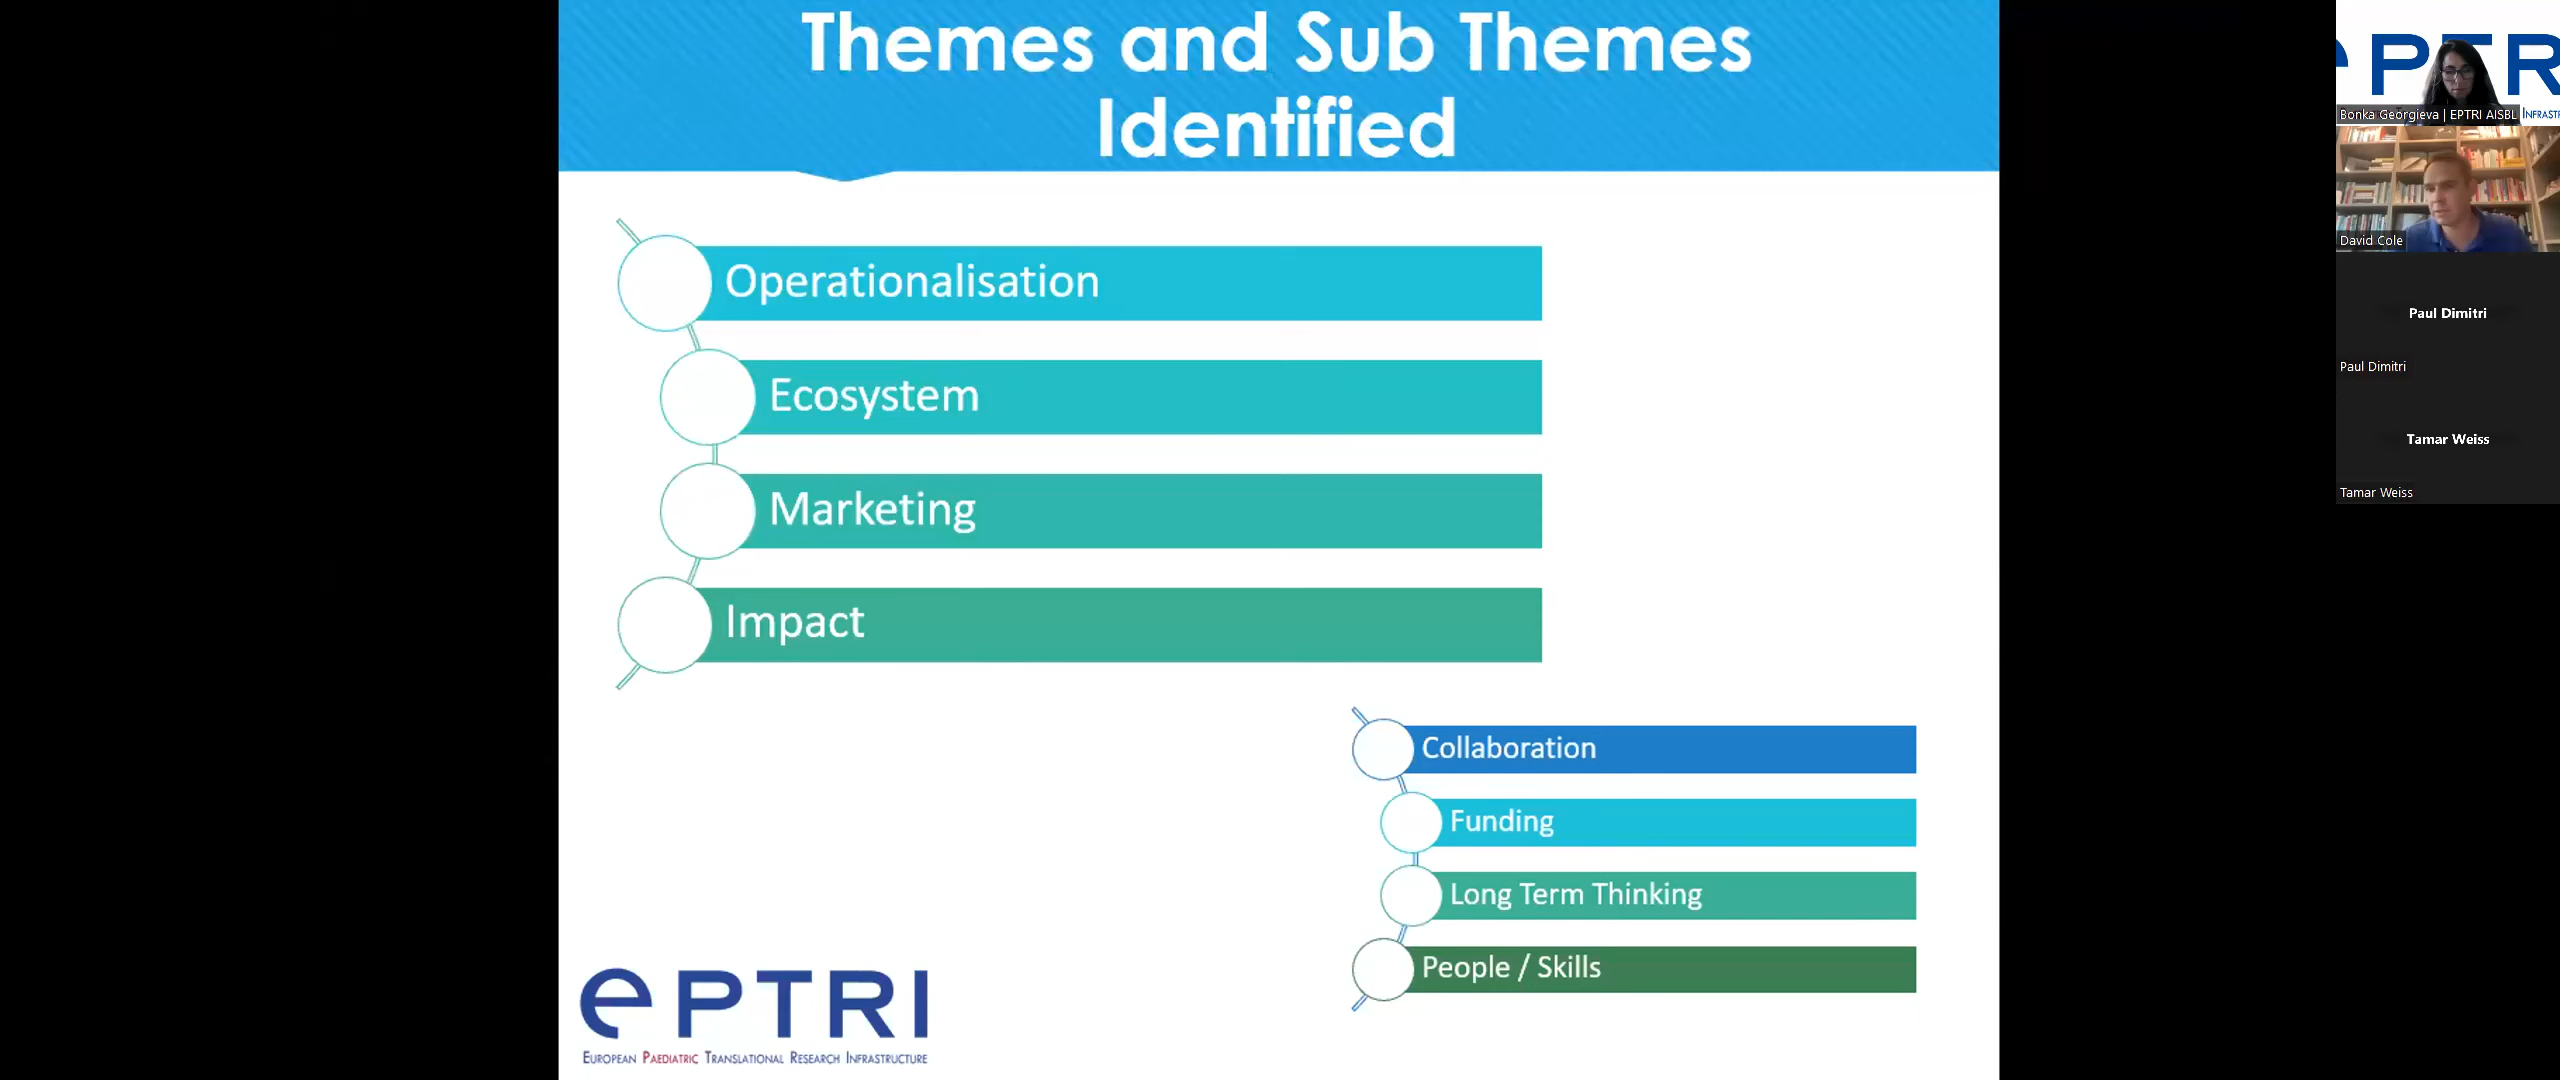 Themes and Sub Themes
Identified
Operationalisation
Ecosystem
Marketing
Impact
Collaboration
Funding
Long Term Thinking
People / Skills
ePTRI
European Paediatric Translational Research Infrastructure
Bonka Georgieva | EPTRI AISBL
David Cole
Paul Dimitri
Paul Dimitri
Tamar Weiss
Tamar Weiss